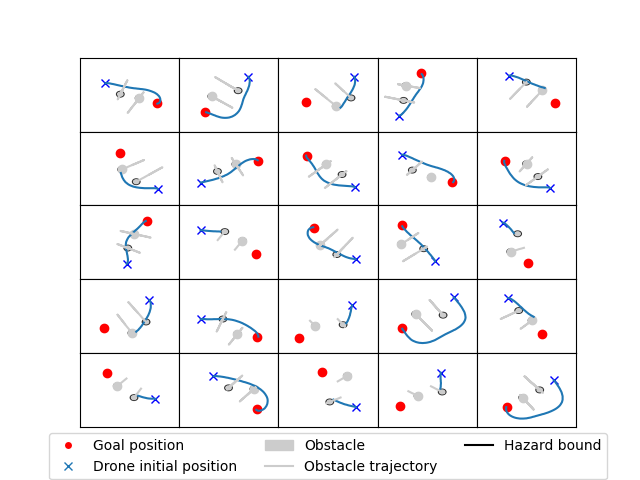 Goal position
Drone initial position
Obstacle
Obstacle trajectory
Hazard bound